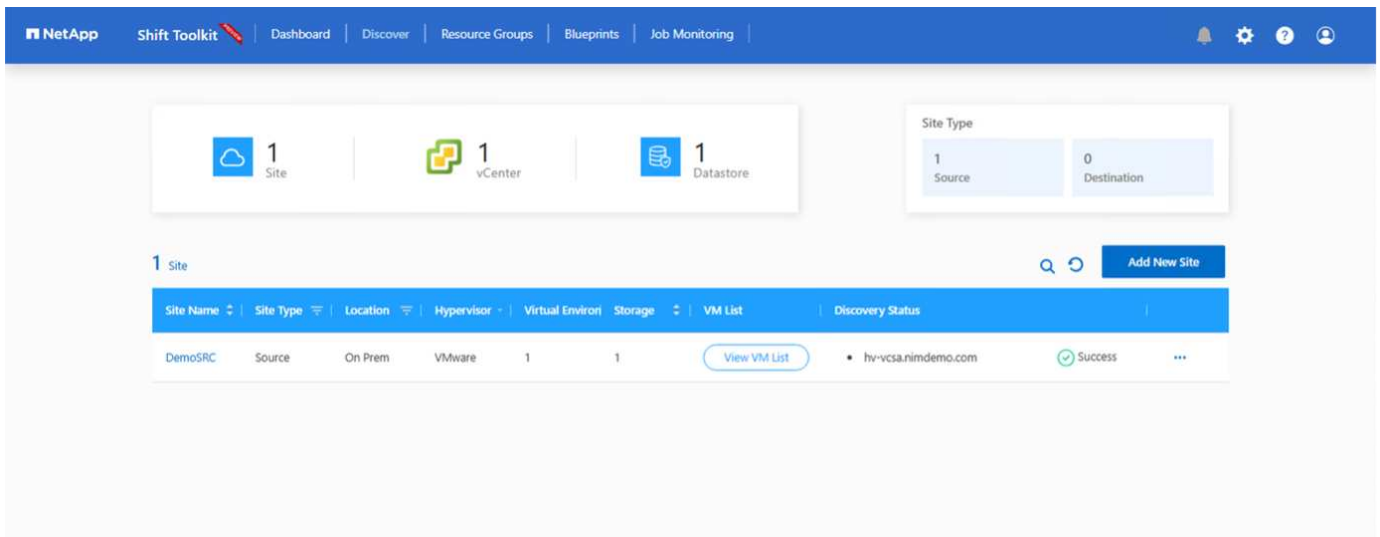 NetApp Shift Toolkit Dashboard Discover Resource Groups Blueprints Job Monitoring
1 Site
1 vCenter
1 Datastore
Site Type
1 Source
0 Destination
1 Site
Add New Site
Site Name Site Type Location Hypervisor Virtual Environ Storage VM List Discovery Status
DemoSRC Source On Prem VMware 1 1 View VM List • hv-vcsa.nimdemo.com Success